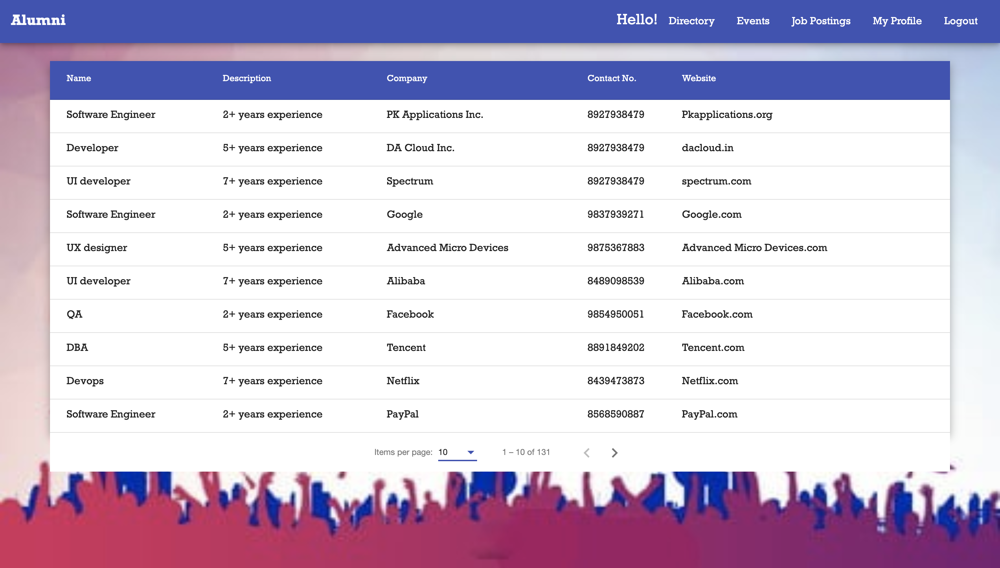 Alumni Hello! Directory Events Job Postings My Profile Logout
Name Description Company Contact No. Website
Software Engineer 2+ years experience PK Applications Inc. 8927938479 Pkapplications.org
Developer 5+ years experience DA Cloud Inc. 8927938479 dacloud.in
UI developer 7+ years experience Spectrum 8927938479 spectrum.com
Software Engineer 2+ years experience Google 9837939271 Google.com
UX designer 5+ years experience Advanced Micro Devices 9875367883 Advanced Micro Devices.com
UI developer 7+ years experience Alibaba 8489098539 Alibaba.com
QA 2+ years experience Facebook 9854950051 Facebook.com
DBA 5+ years experience Tencent 8891849202 Tencent.com
Devops 7+ years experience Netflix 8439473873 Netflix.com
Software Engineer 2+ years experience PayPal 8568590887 PayPal.com
Items per page: 10 1 – 10 of 131